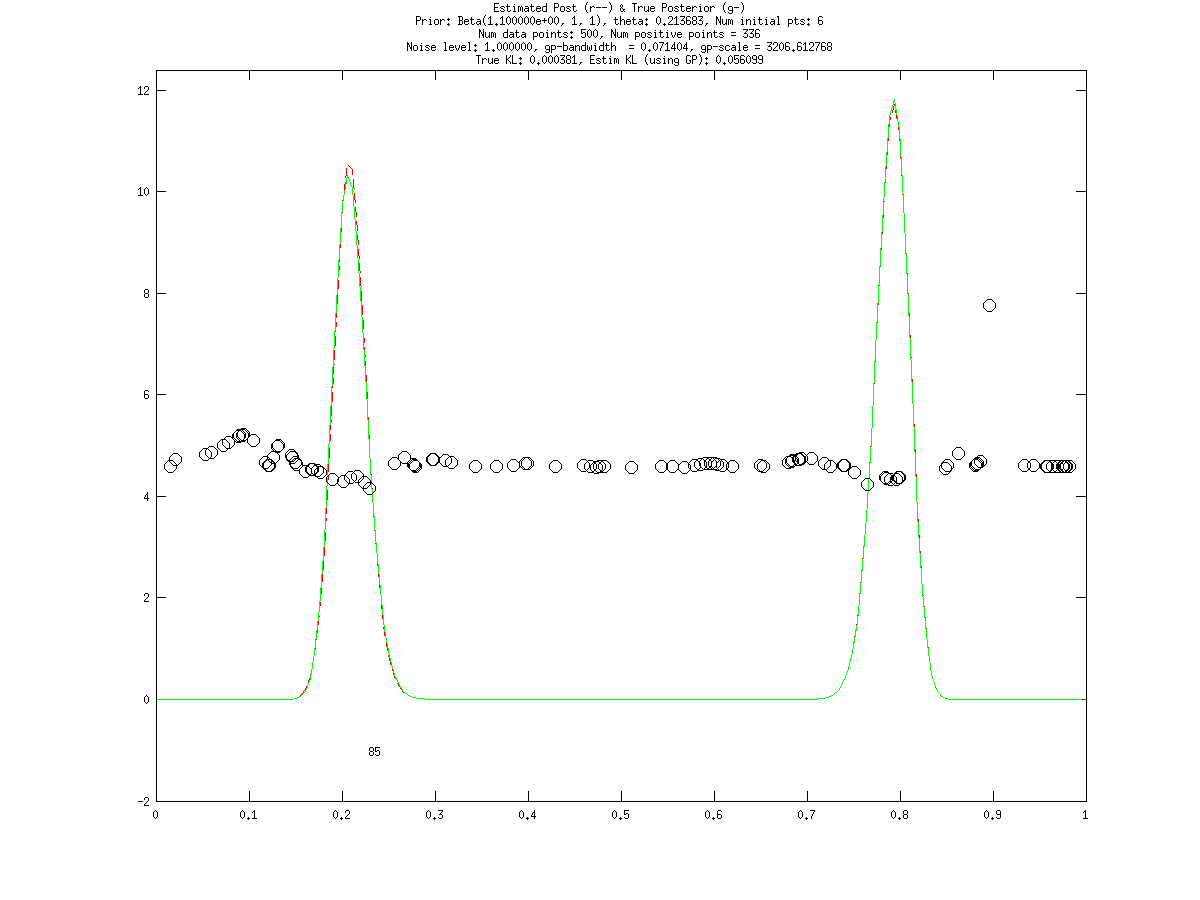 Estimated Post (r--) & True Posterior (g-)
Prior: Beta(1.100000e+00, 1, 1), theta: 0.213683, Num initial pts: 6
Num data points: 500, Num positive points = 336
Noise level: 1.000000, gp-bandwidth  = 0.071404, gp-scale = 3206.612768
True KL: 0.000381, Estim KL (using GP): 0.056099
12
10
8
6
4
2
0
85
-2
0 0.1 0.2 0.3 0.4 0.5 0.6 0.7 0.8 0.9 1